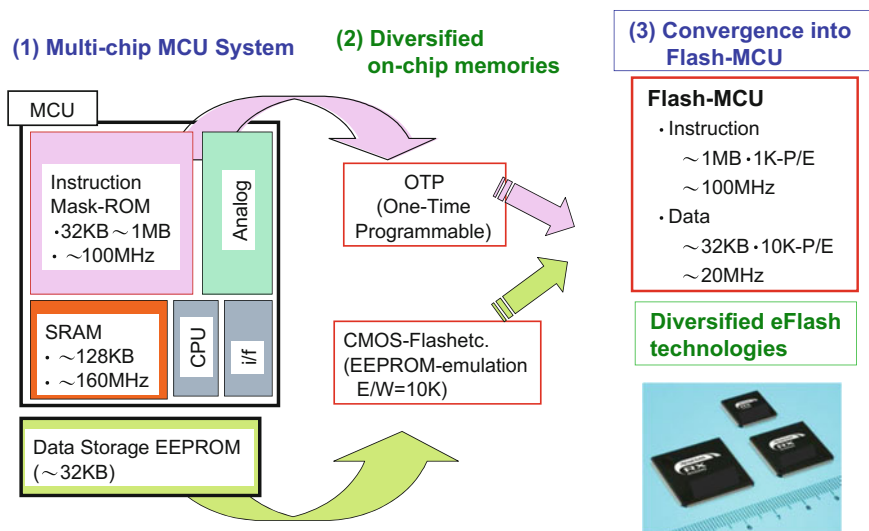 (1) Multi-chip MCU System
MCU
Instruction
Mask-ROM
・32KB～1MB
・～100MHz
Analog
SRAM
・～128KB
・～160MHz
CPU
i/f
Data Storage EEPROM
(～32KB)
(2) Diversified
on-chip memories
OTP
(One-Time
Programmable)
CMOS-Flashetc.
(EEPROM-emulation
E/W=10K)
(3) Convergence into
Flash-MCU
Flash-MCU
・Instruction
～1MB・1K-P/E
～100MHz
・Data
～32KB・10K-P/E
～20MHz
Diversified eFlash
technologies
RX
RX